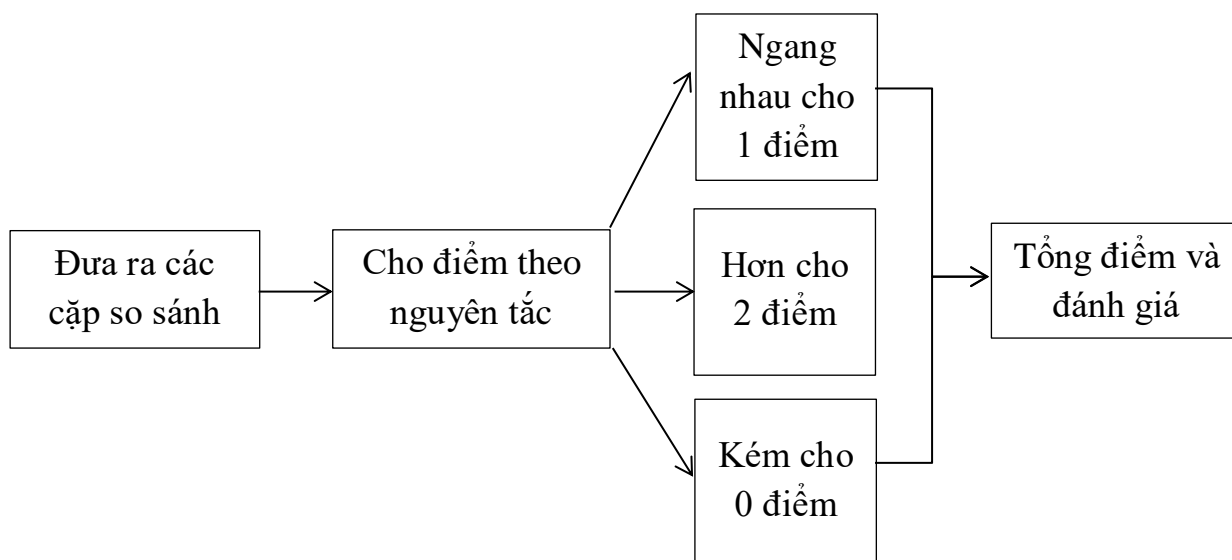 Đưa ra các
cặp so sánh
Cho điểm theo
nguyên tắc
Ngang
nhau cho
1 điểm
Hơn cho
2 điểm
Kém cho
0 điểm
Tổng điểm và
đánh giá